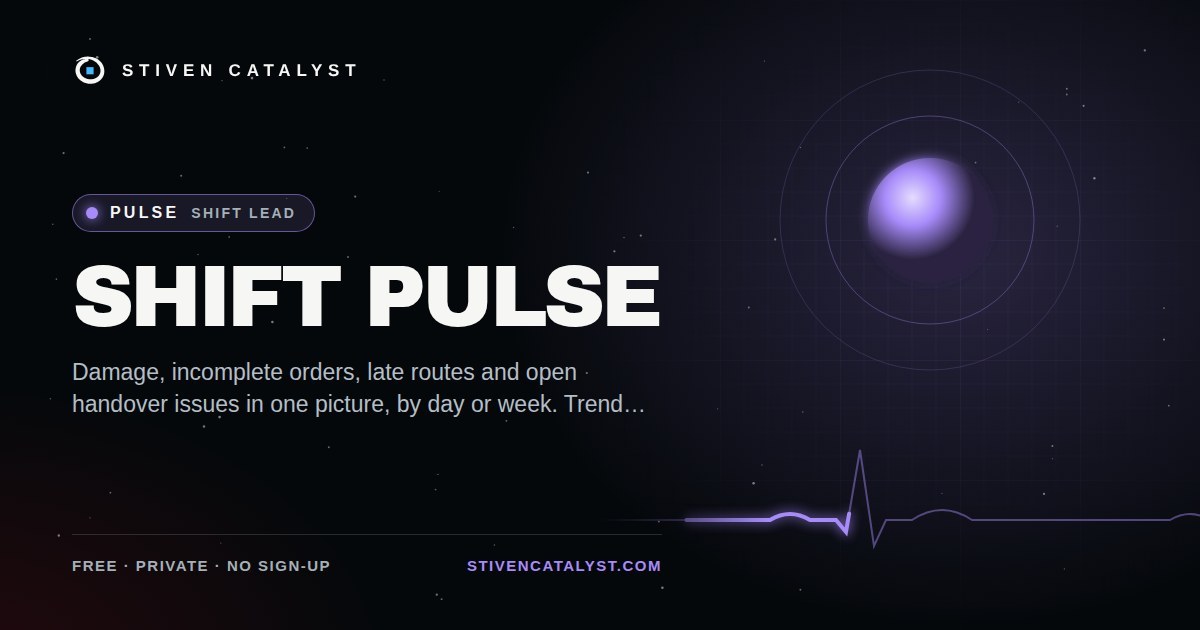 STIVEN CATALYST
PULSE SHIFT LEAD
SHIFT PULSE
Damage, incomplete orders, late routes and open
handover issues in one picture, by day or week. Trend…
FREE · PRIVATE · NO SIGN-UP
STIVENCATALYST.COM